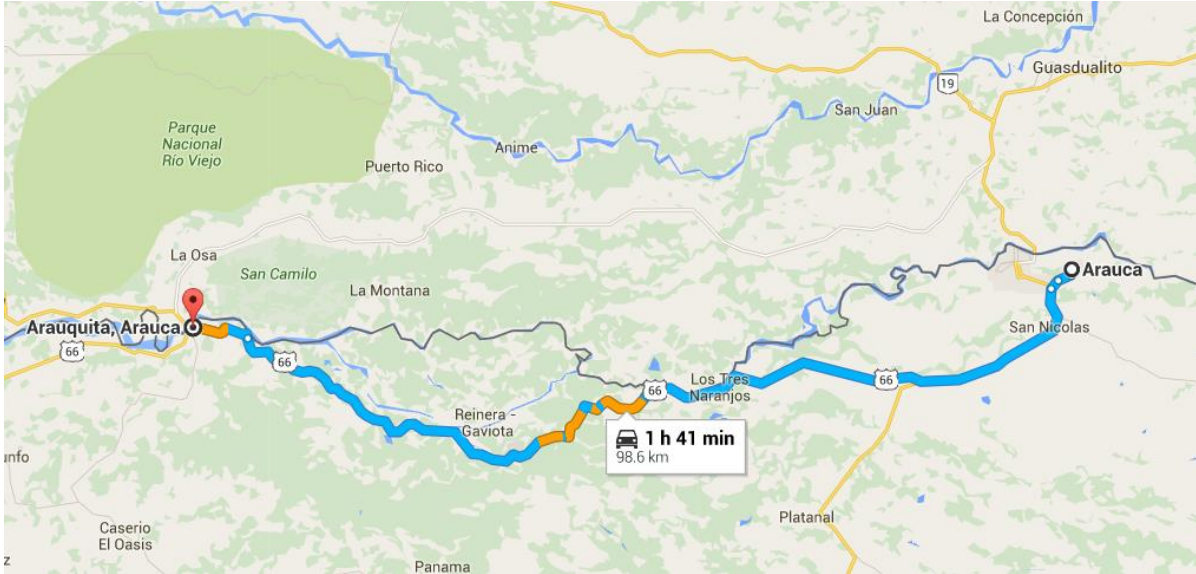 La Concepción
Guasdualito
19
San Juan
Parque
Nacional
Río Viejo
Anime
Puerto Rico
La Osa
San Camilo
La Montana
Arauca
Arauquita, Arauca
San Nicolas
66
66
66
66
Los Tres
Naranjos
Reinera -
Gaviota
1 h 41 min
98.6 km
unfo
Platanal
Caserio
El Oasis
z
Panama